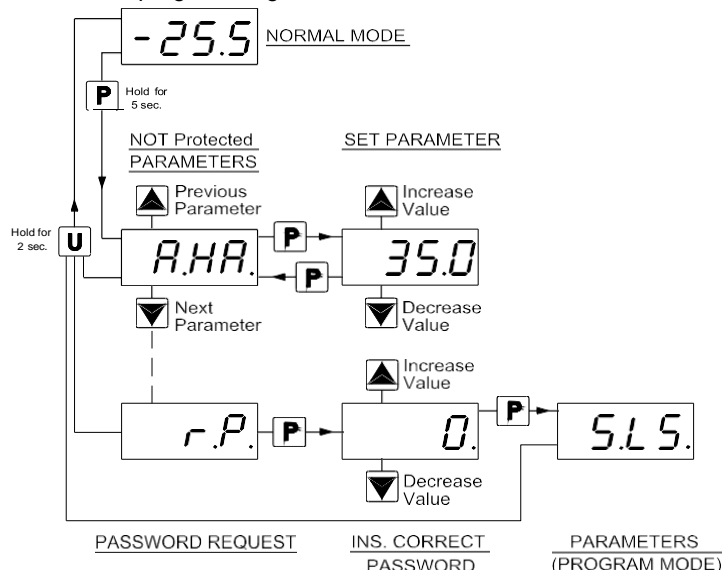 -25.5
NORMAL MODE
P
Hold for
5 sec.
NOT Protected
PARAMETERS
SET PARAMETER
Previous
Parameter
Increase
Value
Hold for
2 sec.
U
A.HA.
P
P
35.0
Next
Parameter
Decrease
Value
Increase
Value
r.P.
P
0.
P
S.L S.
Decrease
Value
PASSWORD REQUEST
INS. CORRECT
PASSWORD
PARAMETERS
(PROGRAM MODE)